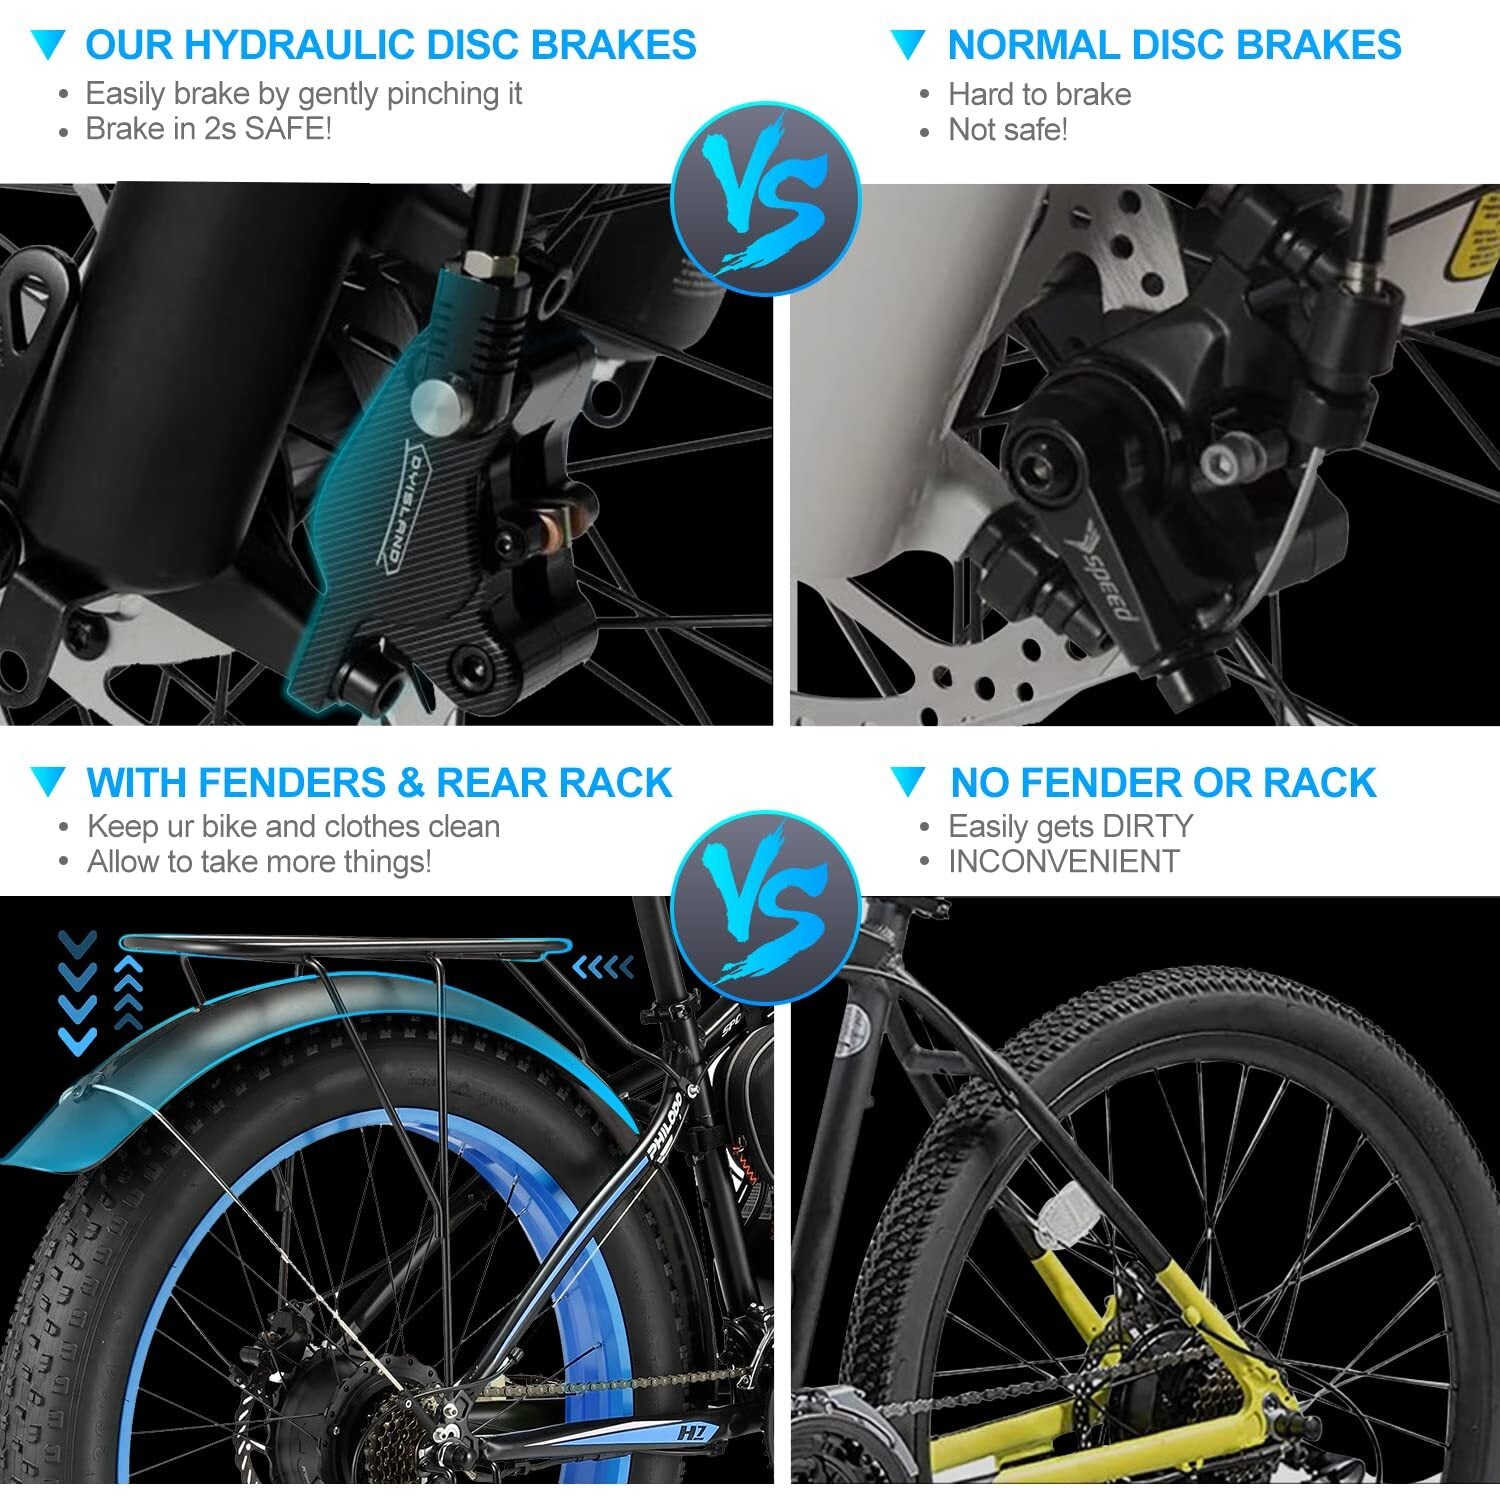 OUR HYDRAULIC DISC BRAKES
• Easily brake by gently pinching it
• Brake in 2s SAFE!
NORMAL DISC BRAKES
• Hard to brake
• Not safe!
VS
DYISLAND
SPEED
WITH FENDERS & REAR RACK
• Keep ur bike and clothes clean
• Allow to take more things!
NO FENDER OR RACK
• Easily gets DIRTY
• INCONVENIENT
VS
PHILODO
H7